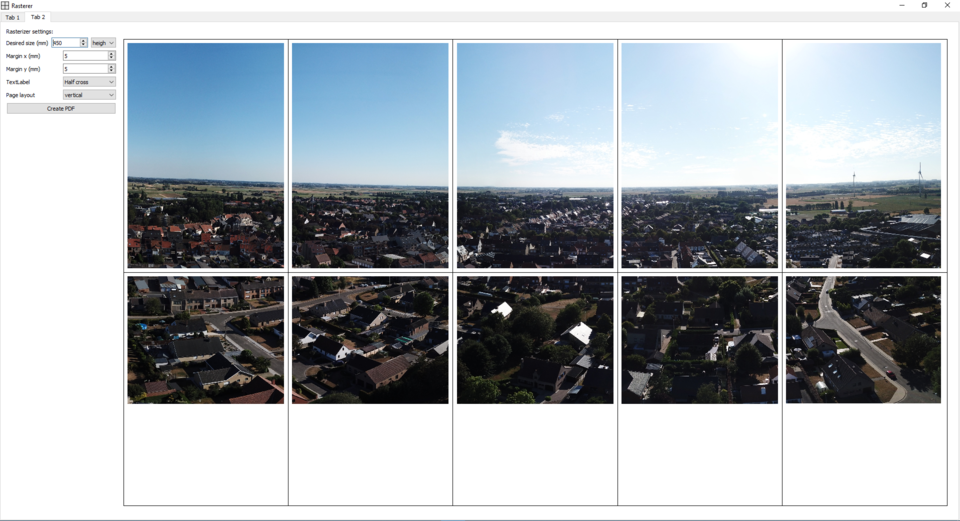 Rasterer
Tab 1 Tab 2
Rasterizer settings:
Desired size (mm) 450 heigh
Margin x (mm) 5
Margin y (mm) 5
TextLabel Half cross
Page layout vertical
Create PDF